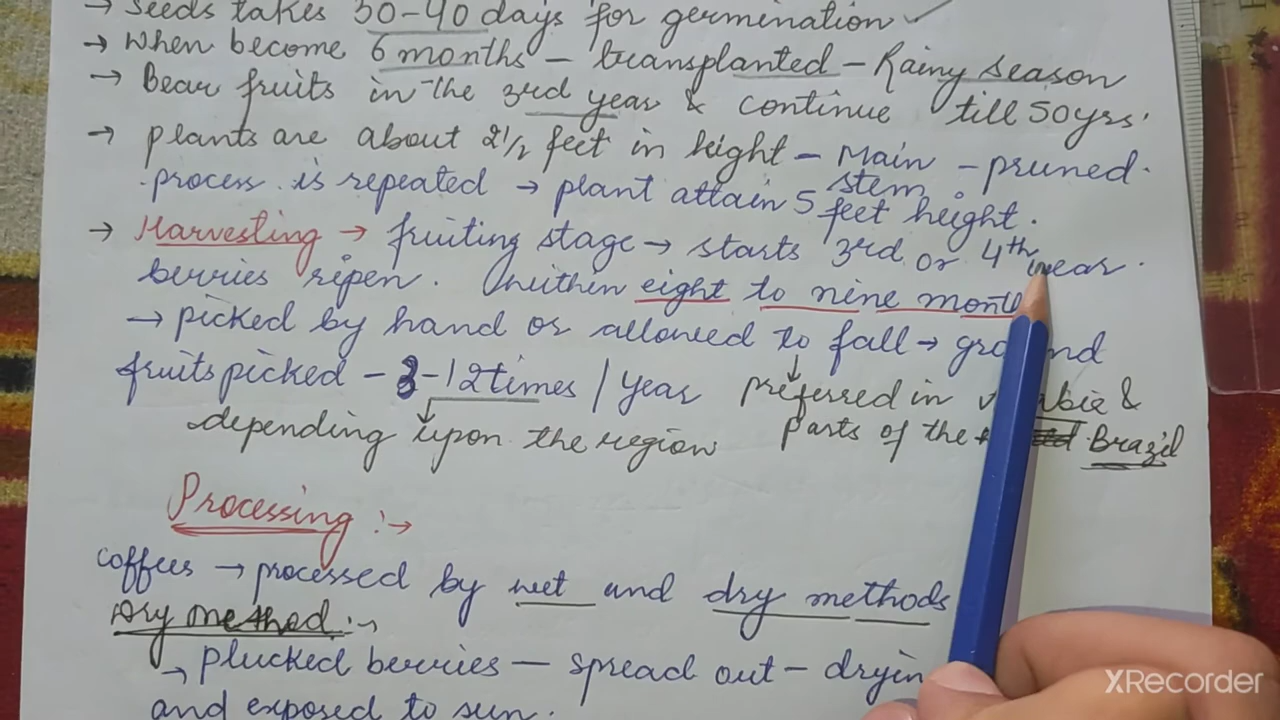 → Seeds takes 30-40 days for germination ✓
→ When become 6 months - transplanted - Rainy season
→ Bear fruits in the 3rd year & continue till 50yrs.
→ plants are about 2½ feet in height - Main stem - pruned.
process is repeated → plant attain 5 feet height.
→ Harvesting → fruiting stage → starts 3rd or 4th year.
berries ripen. Within eight to nine month
→ picked by hand or allowed to fall → ground
fruits picked - 3-12 times / Year
preferred in &
depending upon the region
parts of the Brazil
Processing :→
coffees → processed by wet and dry methods
Dry method :→
→ plucked berries - spread out - dryin
and exposed to sun.
XRecorder